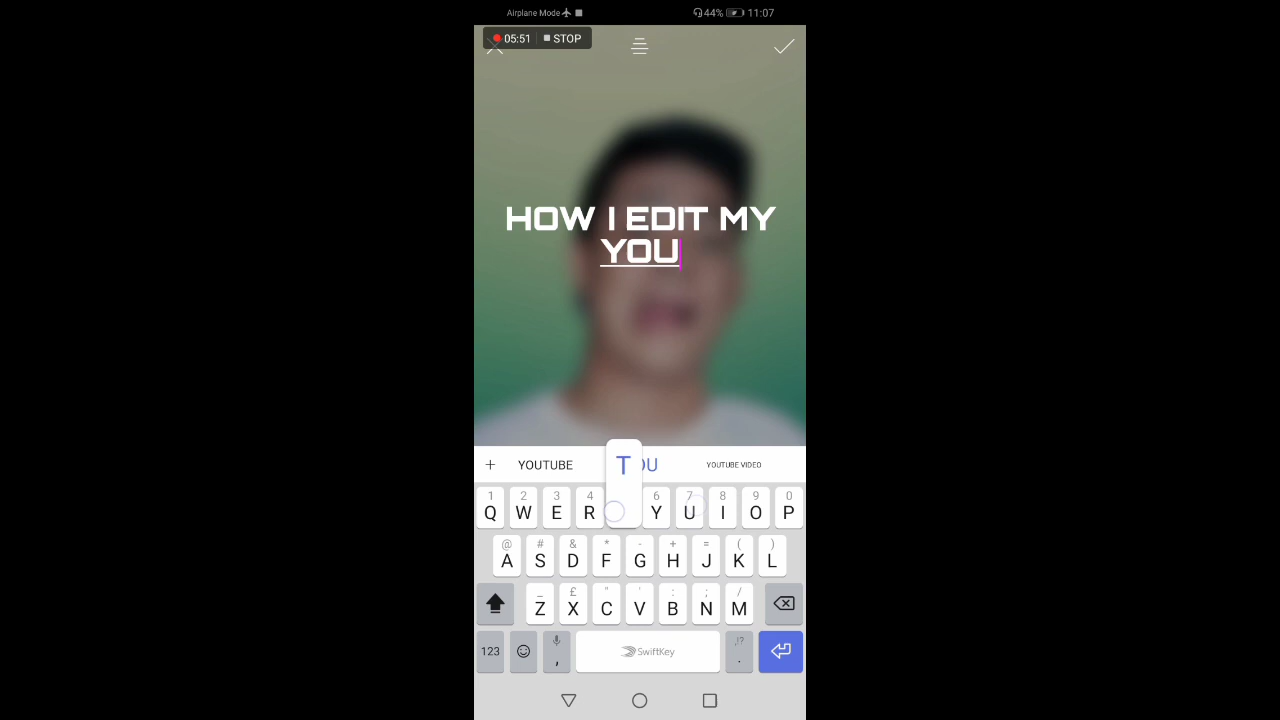 Airplane Mode 44% 11:07
05:51 STOP
HOW I EDIT MY
YOU
+ YOUTUBE OU YOUTUBE VIDEO
T
1 2 3 4 6 7 8 9 0
Q W E R Y U I O P
@ # & * - + = ( )
A S D F G H J K L
_ £ " ' : ; /
Z X C V B N M
123 , SwiftKey ,!? .